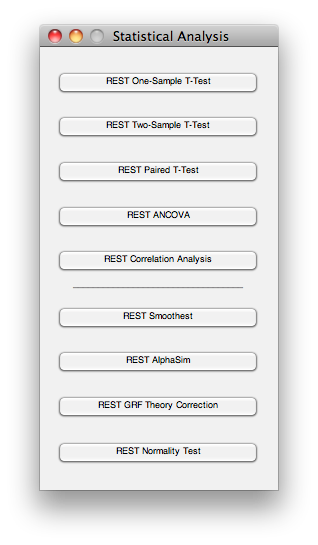 Statistical Analysis
REST One-Sample T-Test
REST Two-Sample T-Test
REST Paired T-Test
REST ANCOVA
REST Correlation Analysis
REST Smoothest
REST AlphaSim
REST GRF Theory Correction
REST Normality Test